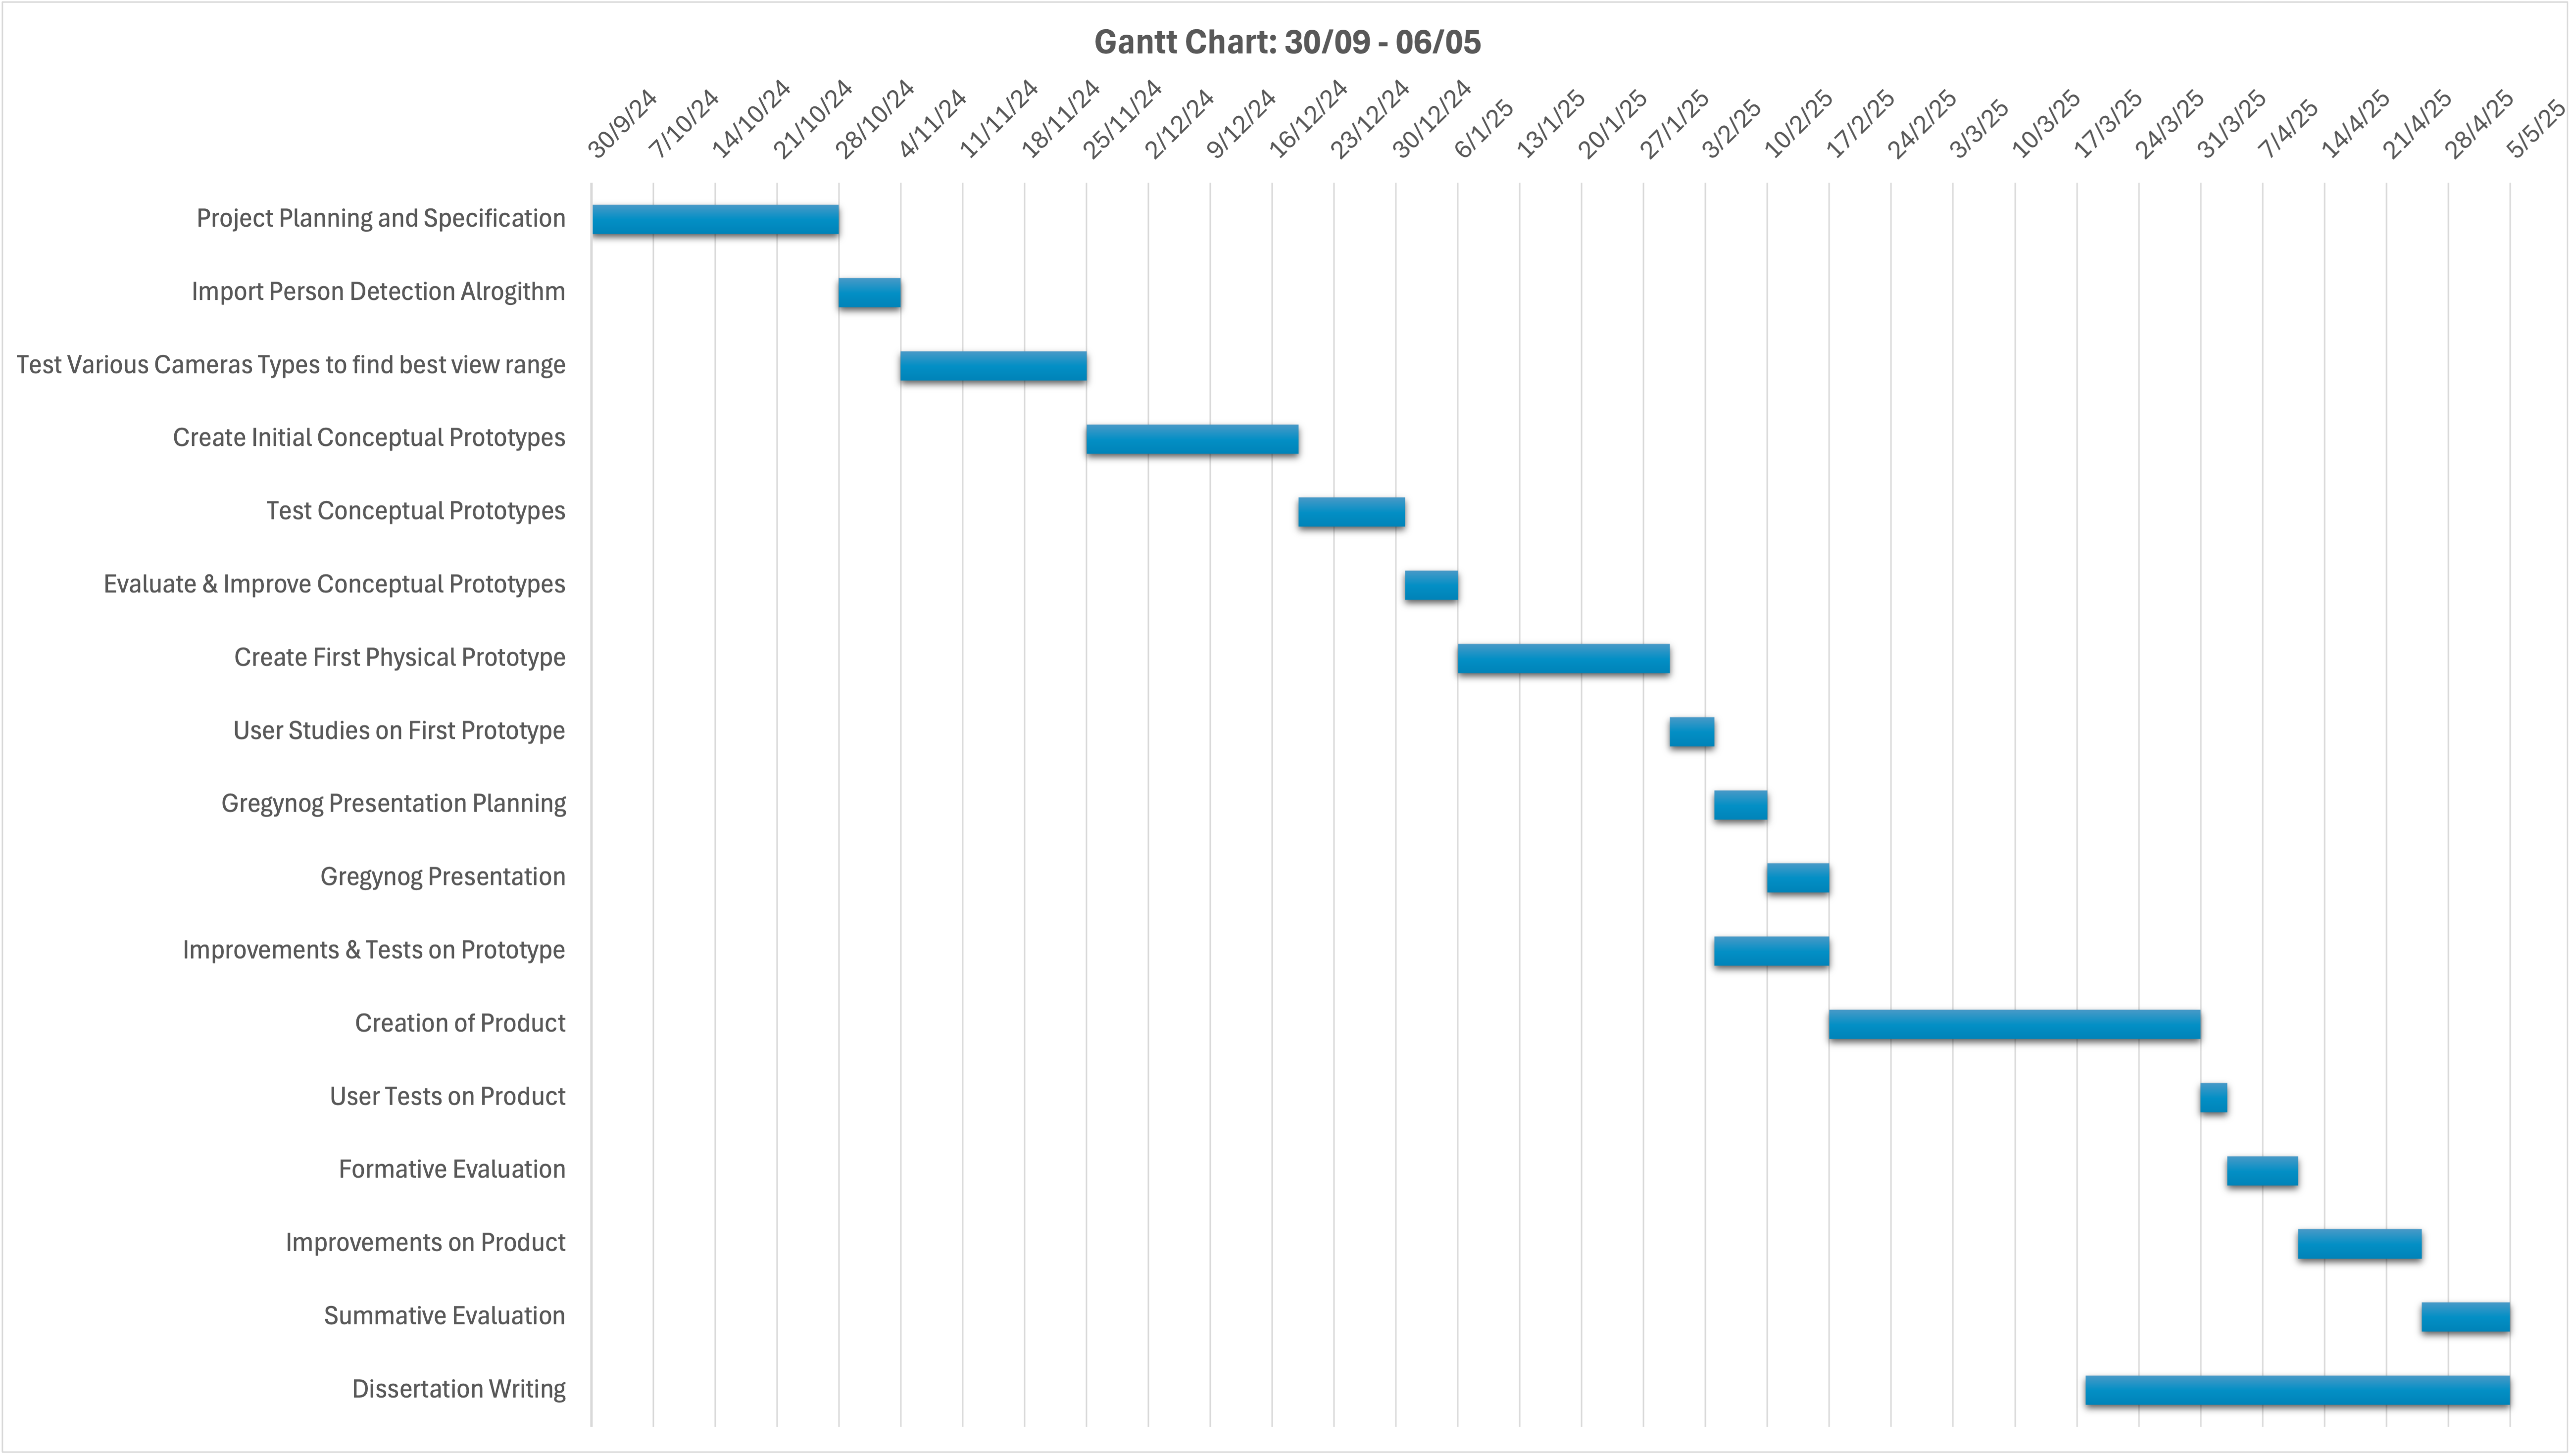 Gantt Chart: 30/09 - 06/05
30/9/24
7/10/24
14/10/24
21/10/24
28/10/24
4/11/24
11/11/24
18/11/24
25/11/24
2/12/24
9/12/24
16/12/24
23/12/24
30/12/24
6/1/25
13/1/25
20/1/25
27/1/25
3/2/25
10/2/25
17/2/25
24/2/25
3/3/25
10/3/25
17/3/25
24/3/25
31/3/25
7/4/25
14/4/25
21/4/25
28/4/25
5/5/25
Project Planning and Specification
Import Person Detection Alrogithm
Test Various Cameras Types to find best view range
Create Initial Conceptual Prototypes
Test Conceptual Prototypes
Evaluate & Improve Conceptual Prototypes
Create First Physical Prototype
User Studies on First Prototype
Gregynog Presentation Planning
Gregynog Presentation
Improvements & Tests on Prototype
Creation of Product
User Tests on Product
Formative Evaluation
Improvements on Product
Summative Evaluation
Dissertation Writing